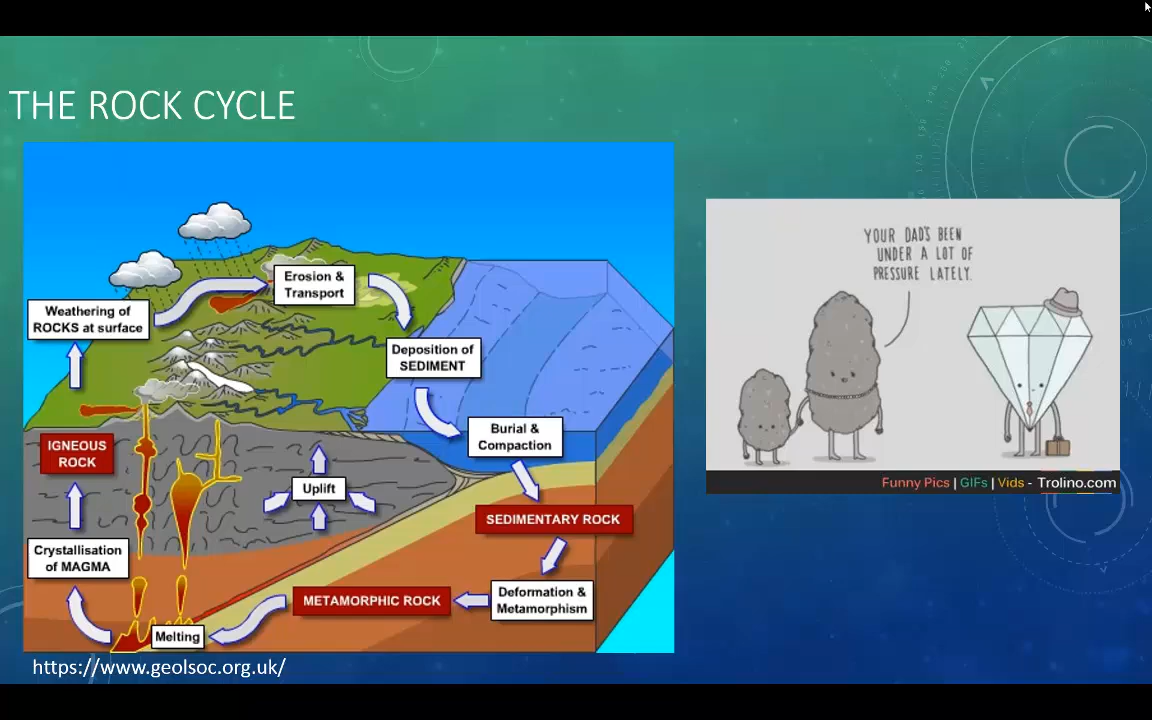 THE ROCK CYCLE
Erosion &
Transport
Weathering of
ROCKS at surface
Deposition of
SEDIMENT
Burial &
Compaction
IGNEOUS
ROCK
Uplift
SEDIMENTARY ROCK
Crystallisation
of MAGMA
Deformation &
Metamorphism
METAMORPHIC ROCK
Melting
https://www.geolsoc.org.uk/
YOUR DAD'S BEEN
UNDER A LOT OF
PRESSURE LATELY.
Funny Pics | GIFs | Vids - Trolino.com